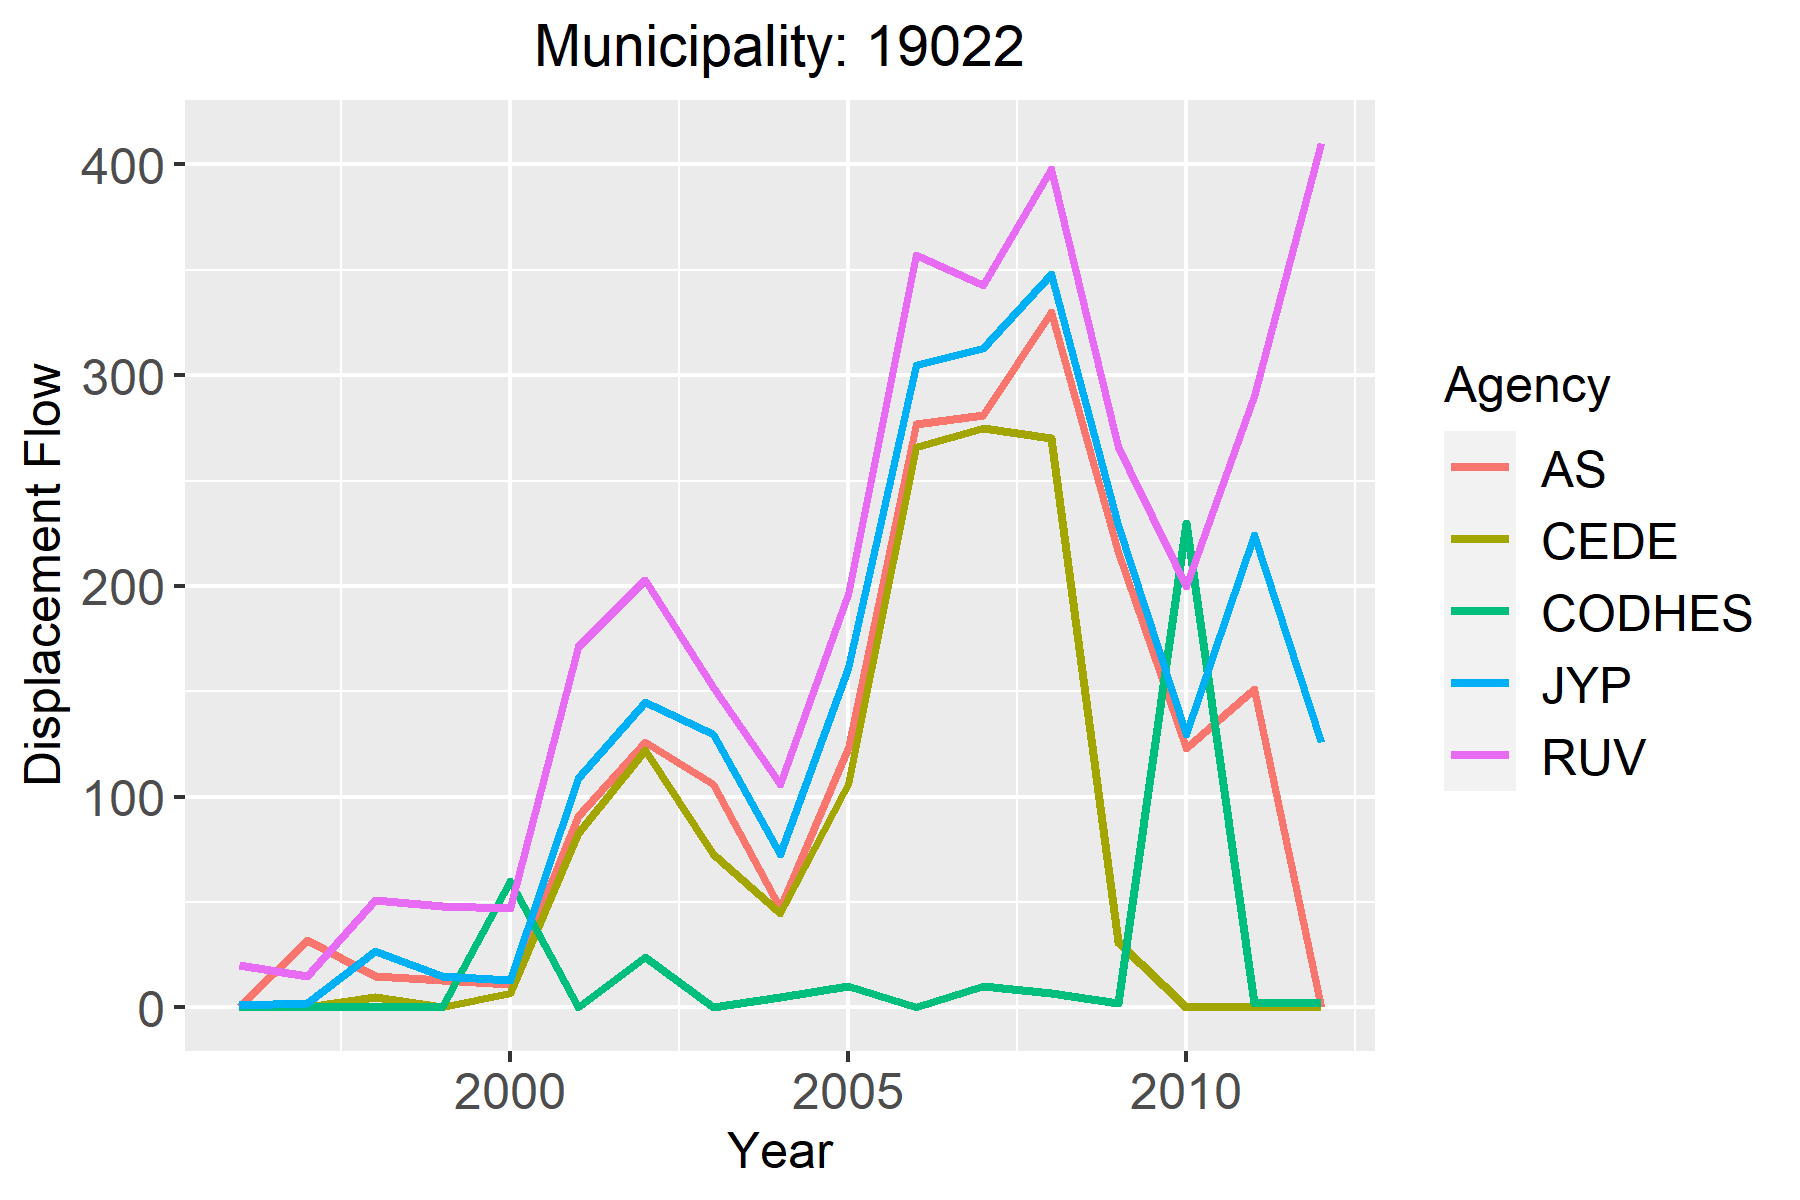 Municipality: 19022
400
300
200
100
0
Displacement Flow
2000 2005 2010
Year
Agency
AS
CEDE
CODHES
JYP
RUV